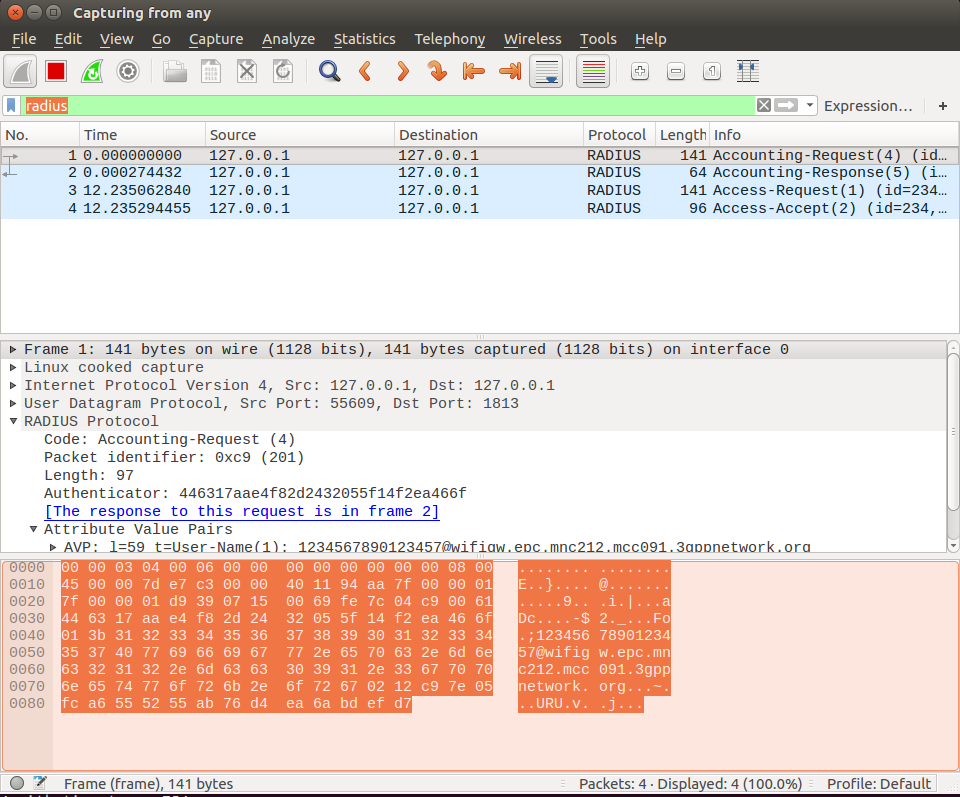 Capturing from any
File Edit View Go Capture Analyze Statistics Telephony Wireless Tools Help
radius Expression… +
No. Time Source Destination Protocol Length Info
1 0.000000000 127.0.0.1 127.0.0.1 RADIUS 141 Accounting-Request(4) (id…
2 0.000274432 127.0.0.1 127.0.0.1 RADIUS 64 Accounting-Response(5) (i…
3 12.235062840 127.0.0.1 127.0.0.1 RADIUS 141 Access-Request(1) (id=234…
4 12.235294455 127.0.0.1 127.0.0.1 RADIUS 96 Access-Accept(2) (id=234,…
Frame 1: 141 bytes on wire (1128 bits), 141 bytes captured (1128 bits) on interface 0
Linux cooked capture
Internet Protocol Version 4, Src: 127.0.0.1, Dst: 127.0.0.1
User Datagram Protocol, Src Port: 55609, Dst Port: 1813
RADIUS Protocol
Code: Accounting-Request (4)
Packet identifier: 0xc9 (201)
Length: 97
Authenticator: 446317aae4f82d2432055f14f2ea466f
[The response to this request is in frame 2]
Attribute Value Pairs
AVP: l=59 t=User-Name(1): 1234567890123457@wifigw.epc.mnc212.mcc091.3gppnetwork.org
0000 00 00 03 04 00 06 00 00 00 00 00 00 00 00 08 00 ........ ........
0010 45 00 00 7d e7 c3 00 00 40 11 94 aa 7f 00 00 01 E..}.... @.......
0020 7f 00 00 01 d9 39 07 15 00 69 fe 7c 04 c9 00 61 .....9.. .i.|...a
0030 44 63 17 aa e4 f8 2d 24 32 05 5f 14 f2 ea 46 6f Dc....-$ 2._...Fo
0040 01 3b 31 32 33 34 35 36 37 38 39 30 31 32 33 34 .;123456 78901234
0050 35 37 40 77 69 66 69 67 77 2e 65 70 63 2e 6d 6e 57@wifig w.epc.mn
0060 63 32 31 32 2e 6d 63 63 30 39 31 2e 33 67 70 70 c212.mcc 091.3gpp
0070 6e 65 74 77 6f 72 6b 2e 6f 72 67 02 12 c9 7e 05 network. org...~.
0080 fc a6 55 52 55 ab 76 d4 ea 6a bd ef d7 ..URU.v. .j...
Frame (frame), 141 bytes Packets: 4 · Displayed: 4 (100.0%) Profile: Default